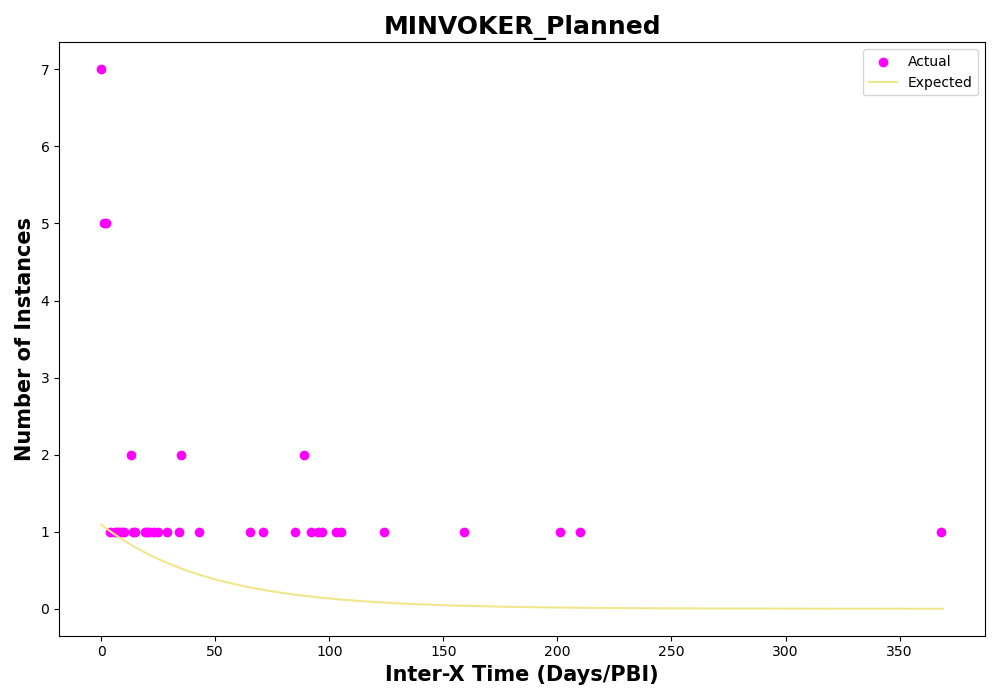 MINVOKER_Planned
Actual
Expected
7
6
5
4
3
2
1
0
Number of Instances
0 50 100 150 200 250 300 350
Inter-X Time (Days/PBI)